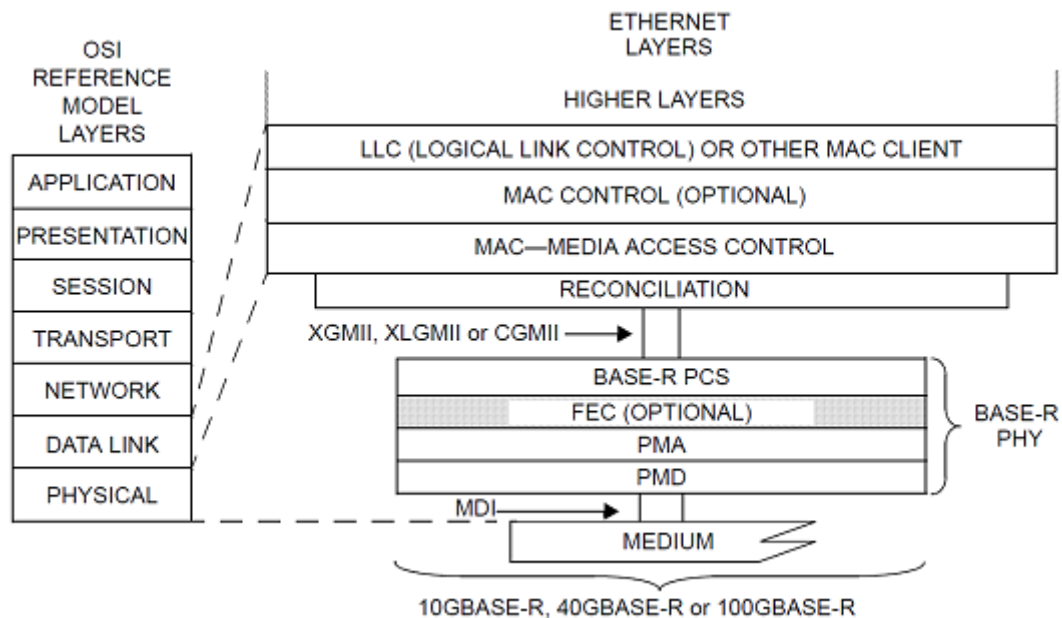 ETHERNET
LAYERS
OSI
REFERENCE
MODEL
LAYERS
HIGHER LAYERS
LLC (LOGICAL LINK CONTROL) OR OTHER MAC CLIENT
MAC CONTROL (OPTIONAL)
MAC—MEDIA ACCESS CONTROL
RECONCILIATION
APPLICATION
PRESENTATION
SESSION
TRANSPORT
NETWORK
DATA LINK
PHYSICAL
XGMII, XLGMII or CGMII
BASE-R PCS
FEC (OPTIONAL)
PMA
PMD
BASE-R
PHY
MDI
MEDIUM
10GBASE-R, 40GBASE-R or 100GBASE-R